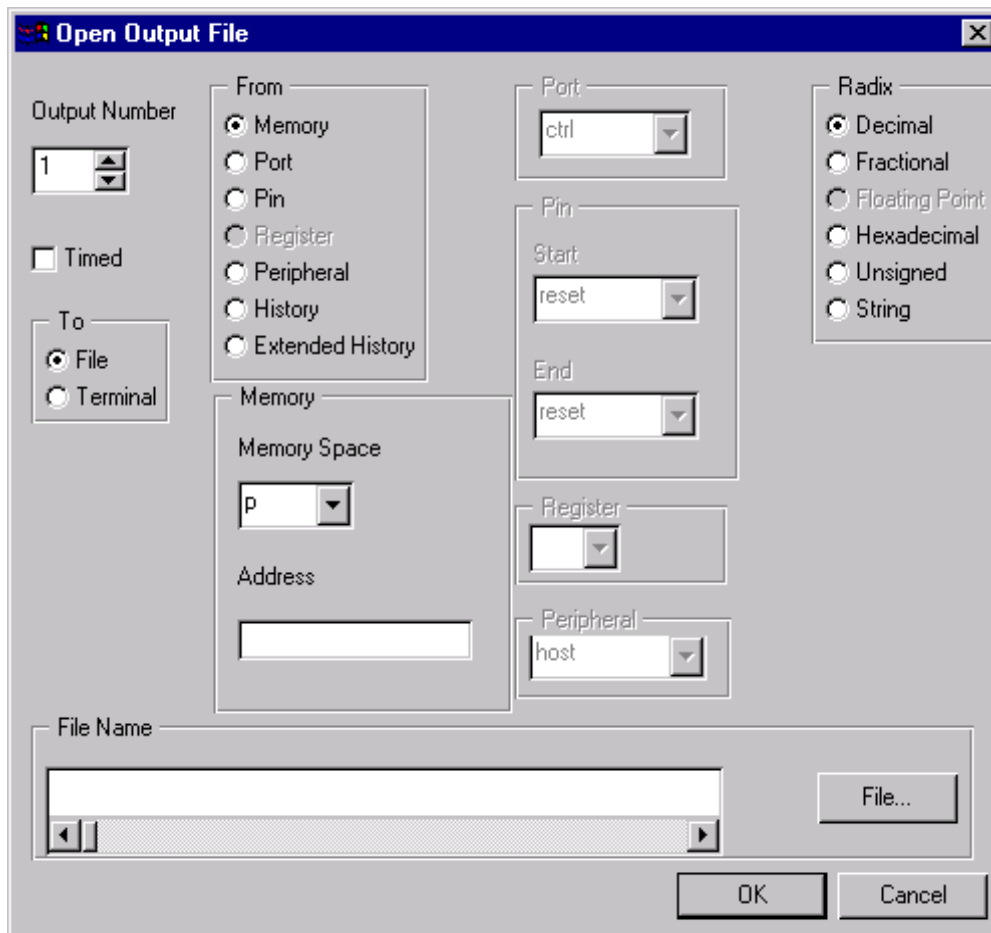 Open Output File
Output Number
1
Timed
To
File
Terminal
From
Memory
Port
Pin
Register
Peripheral
History
Extended History
Memory
Memory Space
p
Address
Port
ctrl
Pin
Start
reset
End
reset
Register
Peripheral
host
Radix
Decimal
Fractional
Floating Point
Hexadecimal
Unsigned
String
File Name
File...
OK
Cancel